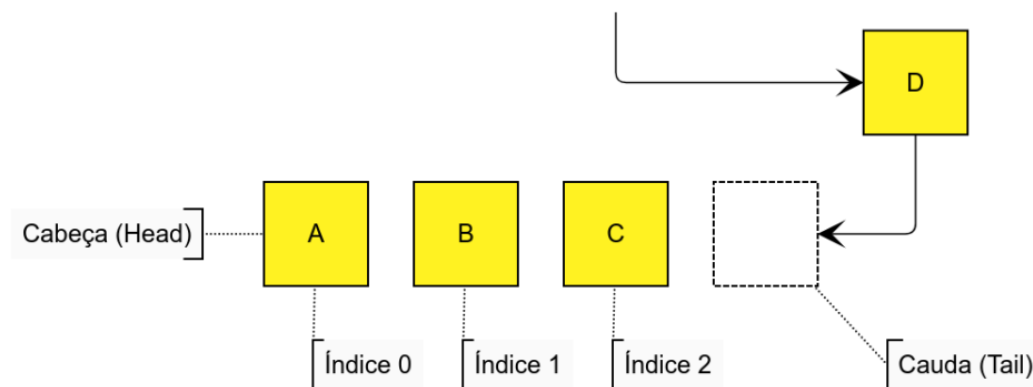 D
Cabeça (Head)
A
B
C
Índice 0
Índice 1
Índice 2
Cauda (Tail)